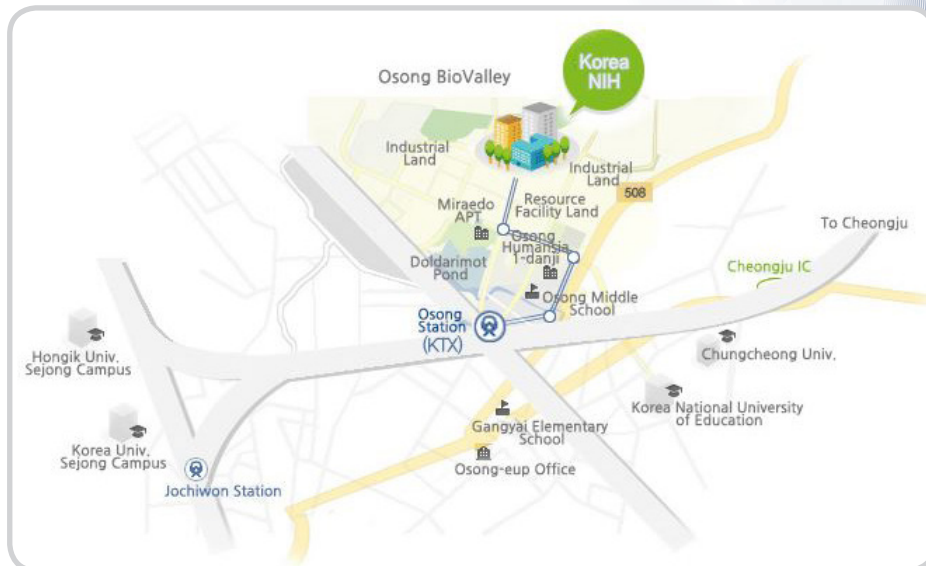 Korea
NIH
Osong BioValley
Industrial
Land
Industrial
Land
508
Miraedo
APT
Resource
Facility Land
Osong
Humansia
1-danji
To Cheongju
Doldarimot
Pond
Cheongju IC
Osong Middle
School
Osong
Station
(KTX)
Hongik Univ.
Sejong Campus
Chungcheong Univ.
Korea National University
of Education
Gangyai Elementary
School
Korea Univ.
Sejong Campus
Osong-eup Office
Jochiwon Station